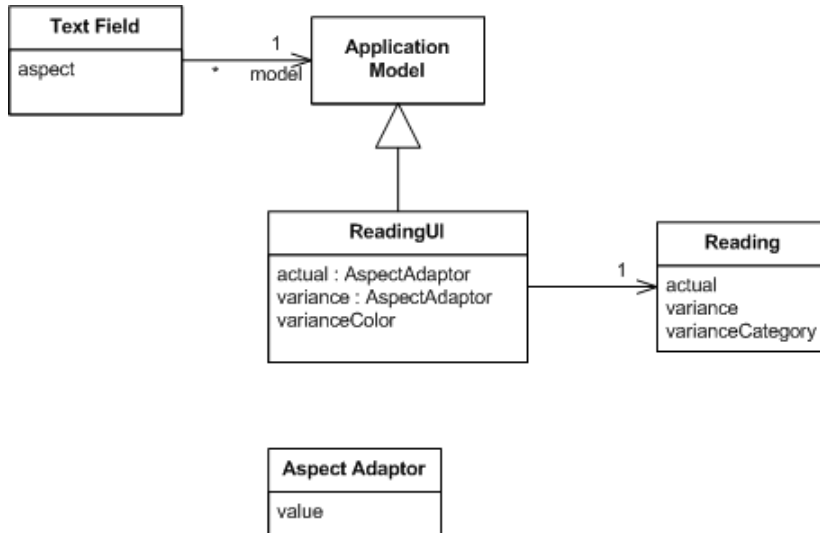 Text Field
aspect
1
*
model
Application
Model
ReadingUI
actual : AspectAdaptor
variance : AspectAdaptor
varianceColor
1
Reading
actual
variance
varianceCategory
Aspect Adaptor
value